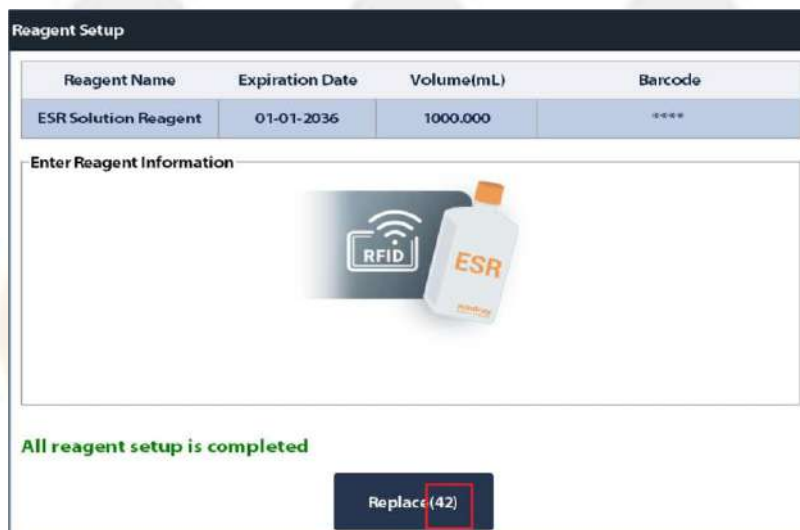 Reagent Setup
Reagent Name Expiration Date Volume(mL) Barcode
ESR Solution Reagent 01-01-2036 1000.000 ****
Enter Reagent Information
RFID
ESR
All reagent setup is completed
Replace(42)